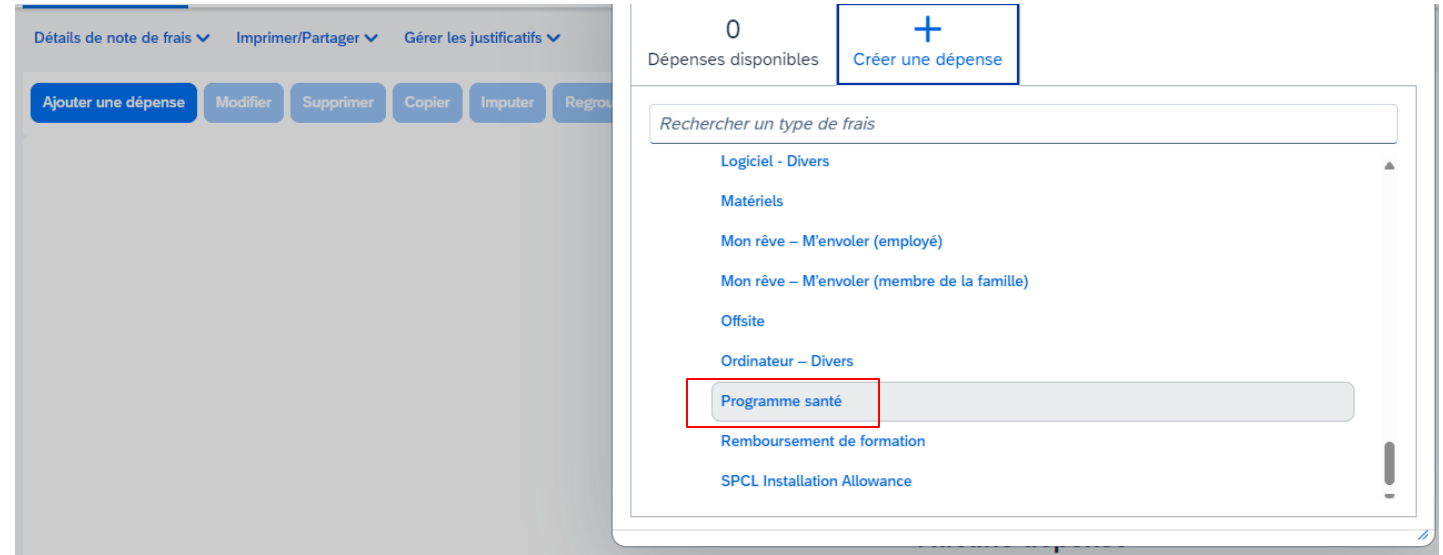 Détails de note de frais
Imprimer/Partager
Gérer les justificatifs
Ajouter une dépense
Modifier
Supprimer
Copier
Imputer
0
Dépenses disponibles
Créer une dépense
Rechercher un type de frais
Logiciel - Divers
Matériels
Mon rêve – M'envoler (employé)
Mon rêve – M'envoler (membre de la famille)
Offsite
Ordinateur – Divers
Programme santé
Remboursement de formation
SPCL Installation Allowance